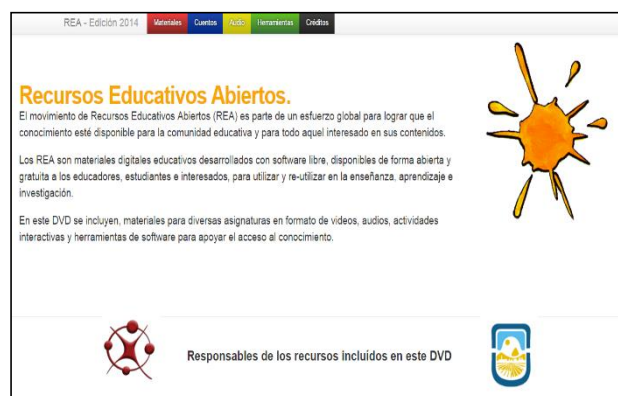 REA - Edición 2014 Materiales Cuentos Audio Herramientas Créditos
Recursos Educativos Abiertos.
El movimiento de Recursos Educativos Abiertos (REA) es parte de un esfuerzo global para lograr que el
conocimiento esté disponible para la comunidad educativa y para todo aquel interesado en sus contenidos.
Los REA son materiales digitales educativos desarrollados con software libre, disponibles de forma abierta y
gratuita a los educadores, estudiantes e interesados, para utilizar y re-utilizar en la enseñanza, aprendizaje e
investigación.
En este DVD se incluyen, materiales para diversas asignaturas en formato de videos, audios, actividades
interactivas y herramientas de software para apoyar el acceso al conocimiento.
Responsables de los recursos incluídos en este DVD